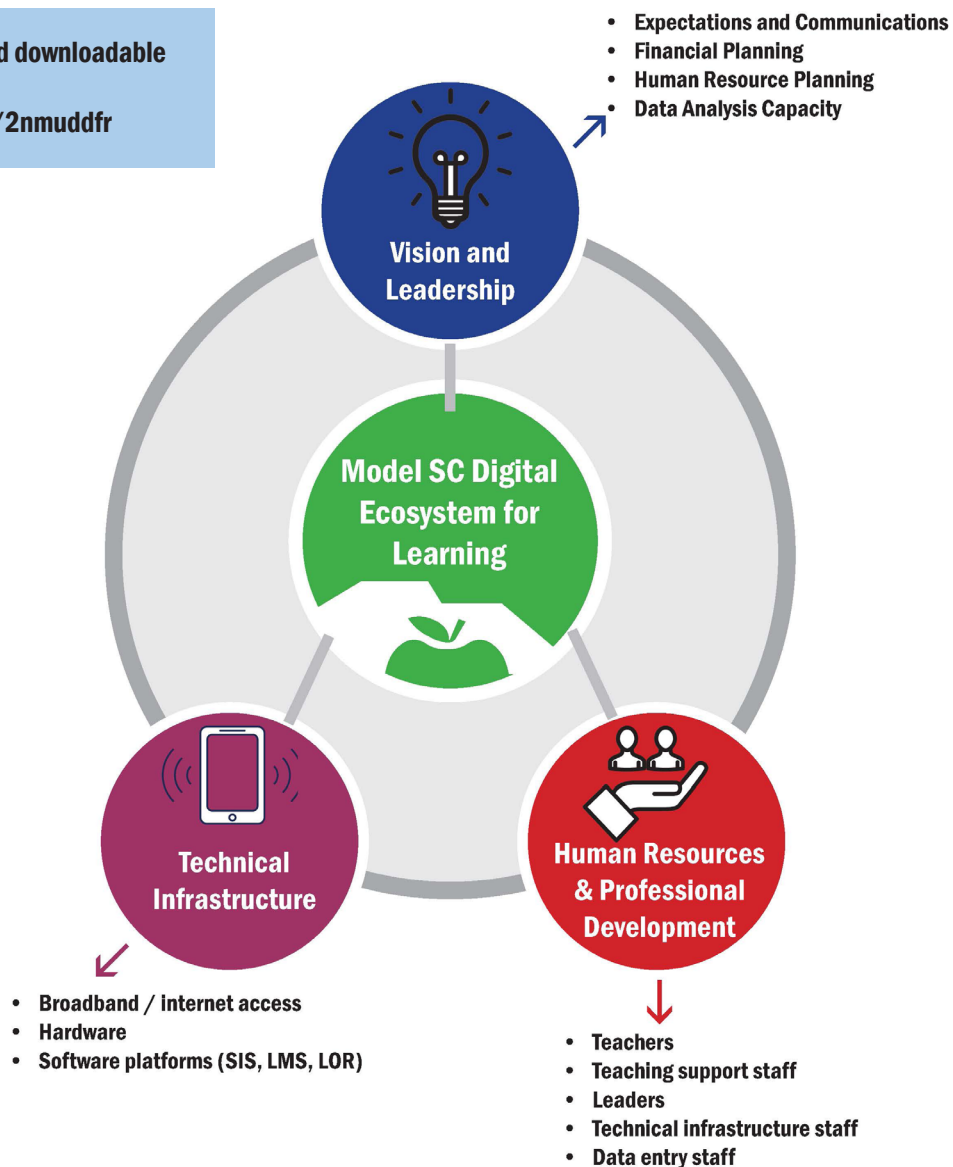 downloadable
/2nmuddfr
• Expectations and Communications
• Financial Planning
• Human Resource Planning
• Data Analysis Capacity
Vision and
Leadership
Model SC Digital
Ecosystem for
Learning
Technical
Infrastructure
Human Resources
& Professional
Development
• Broadband / internet access
• Hardware
• Software platforms (SIS, LMS, LOR)
• Teachers
• Teaching support staff
• Leaders
• Technical infrastructure staff
• Data entry staff